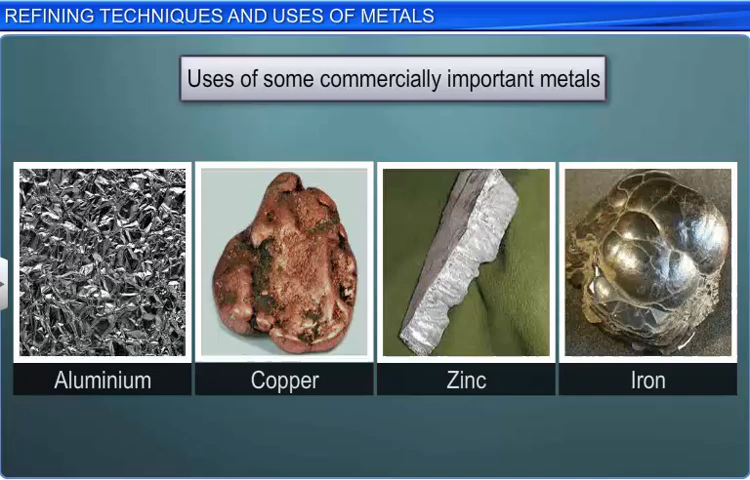 REFINING TECHNIQUES AND USES OF METALS
Uses of some commercially important metals
Aluminium
Copper
Zinc
Iron